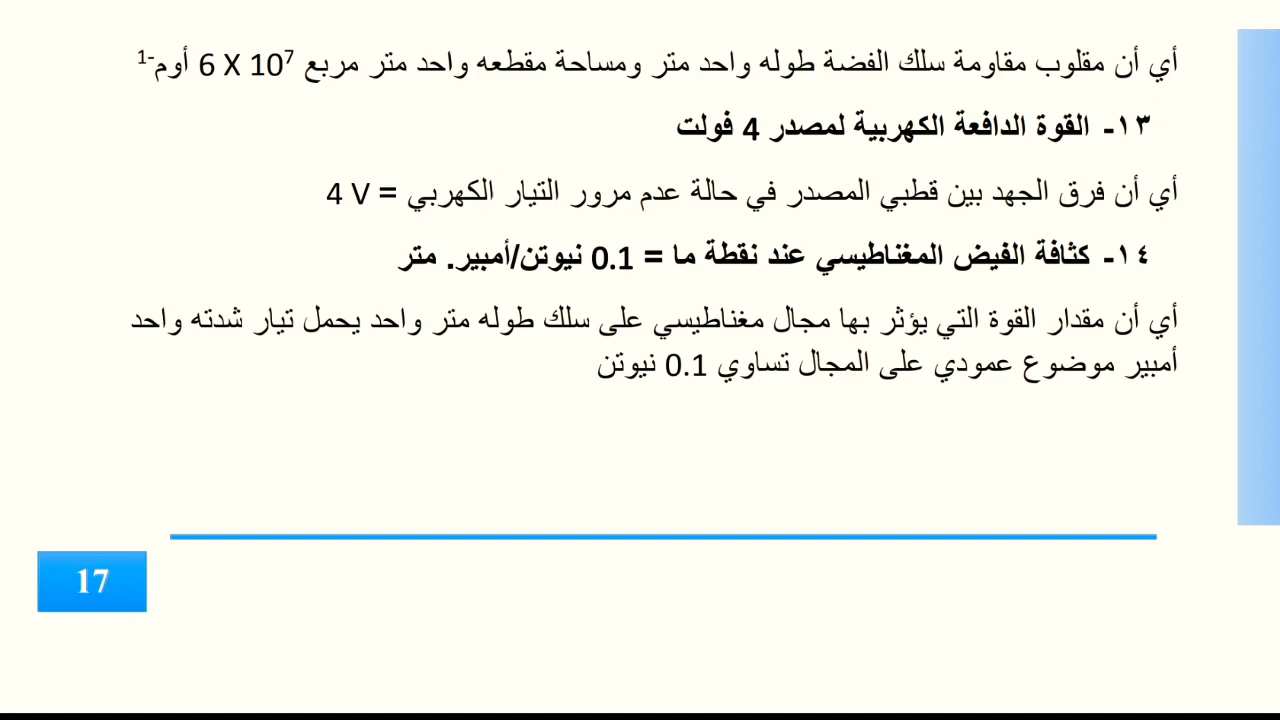 أي أن مقلوب مقاومة سلك الفضة طوله واحد متر ومساحة مقطعه واحد متر مربع 6 X 10⁷ أوم⁻¹
١٣- القوة الدافعة الكهربية لمصدر 4 فولت
أي أن فرق الجهد بين قطبي المصدر في حالة عدم مرور التيار الكهربي = 4 V
١٤- كثافة الفيض المغناطيسي عند نقطة ما = 0.1 نيوتن/أمبير. متر
أي أن مقدار القوة التي يؤثر بها مجال مغناطيسي على سلك طوله متر واحد يحمل تيار شدته واحد
أمبير موضوع عمودي على المجال تساوي 0.1 نيوتن
17